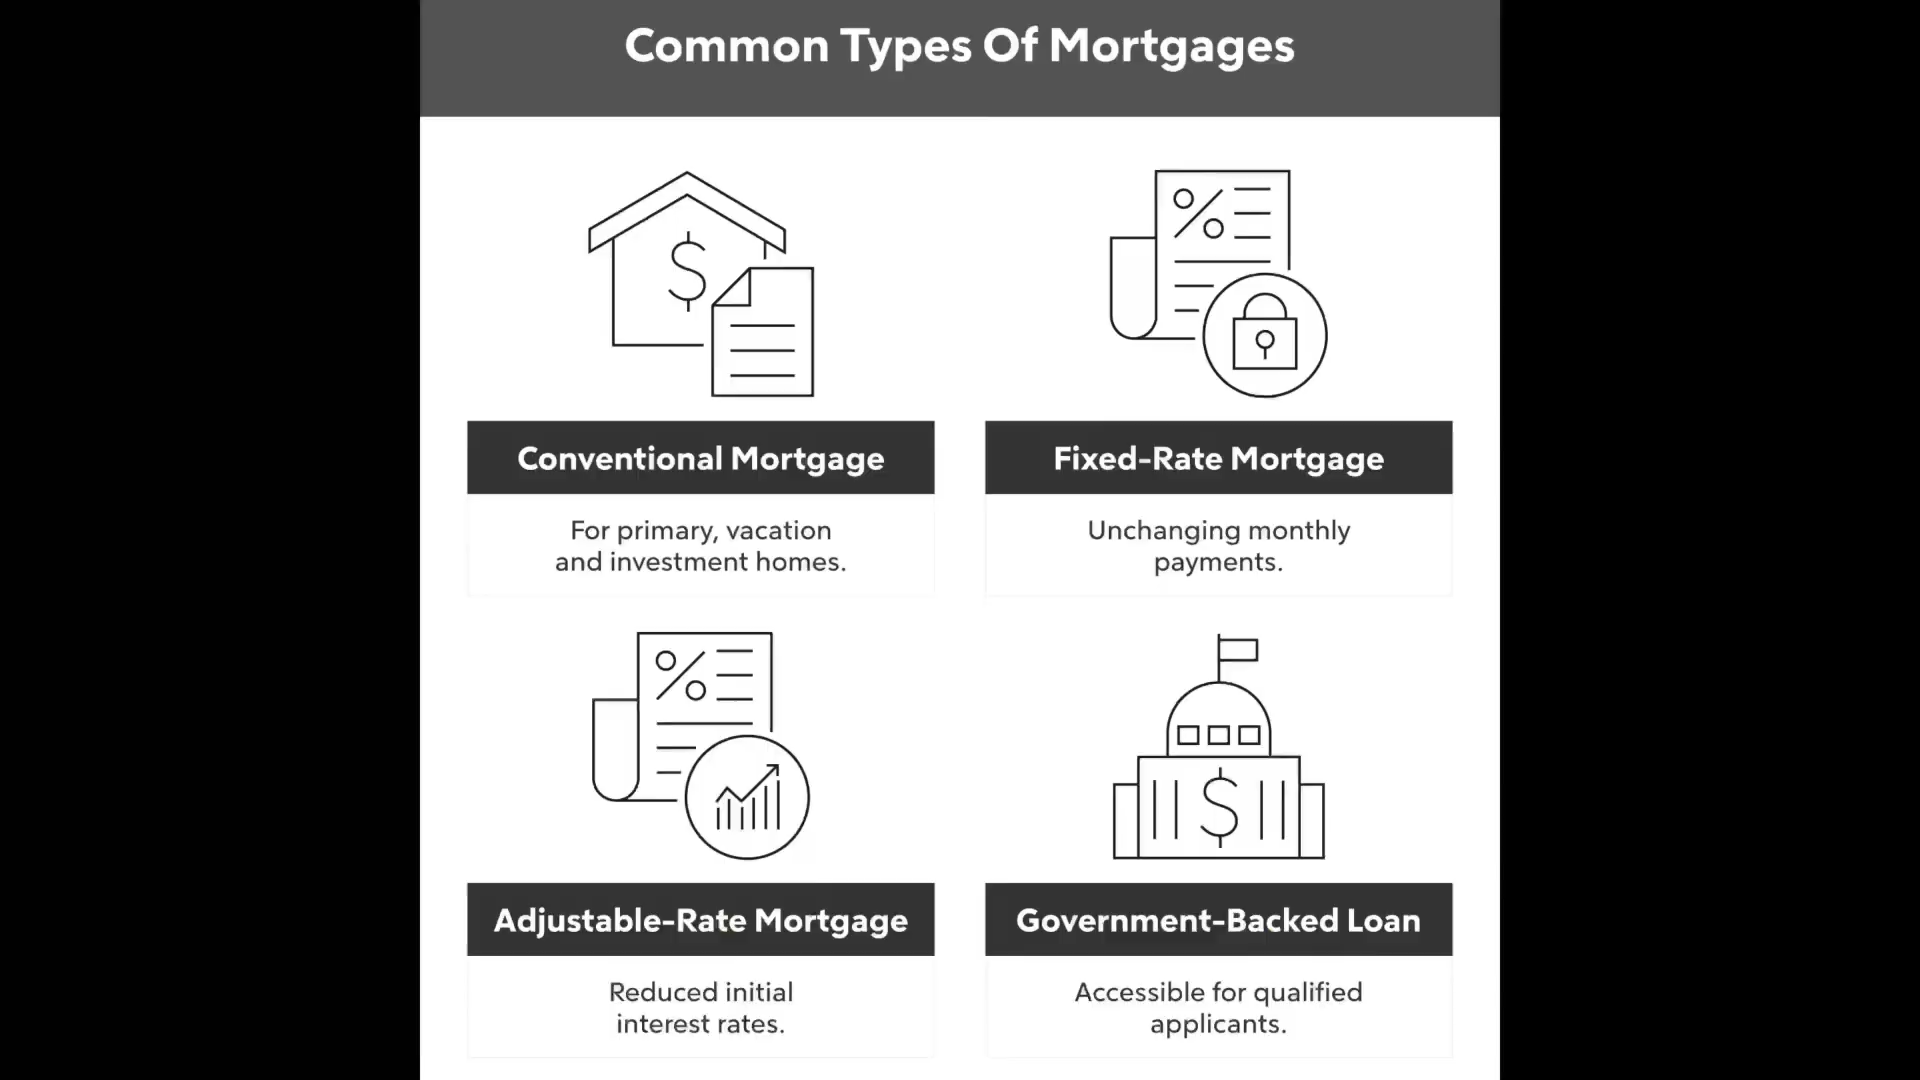 Common Types Of Mortgages
Conventional Mortgage
For primary, vacation
and investment homes.
Fixed-Rate Mortgage
Unchanging monthly
payments.
Adjustable-Rate Mortgage
Reduced initial
interest rates.
Government-Backed Loan
Accessible for qualified
applicants.